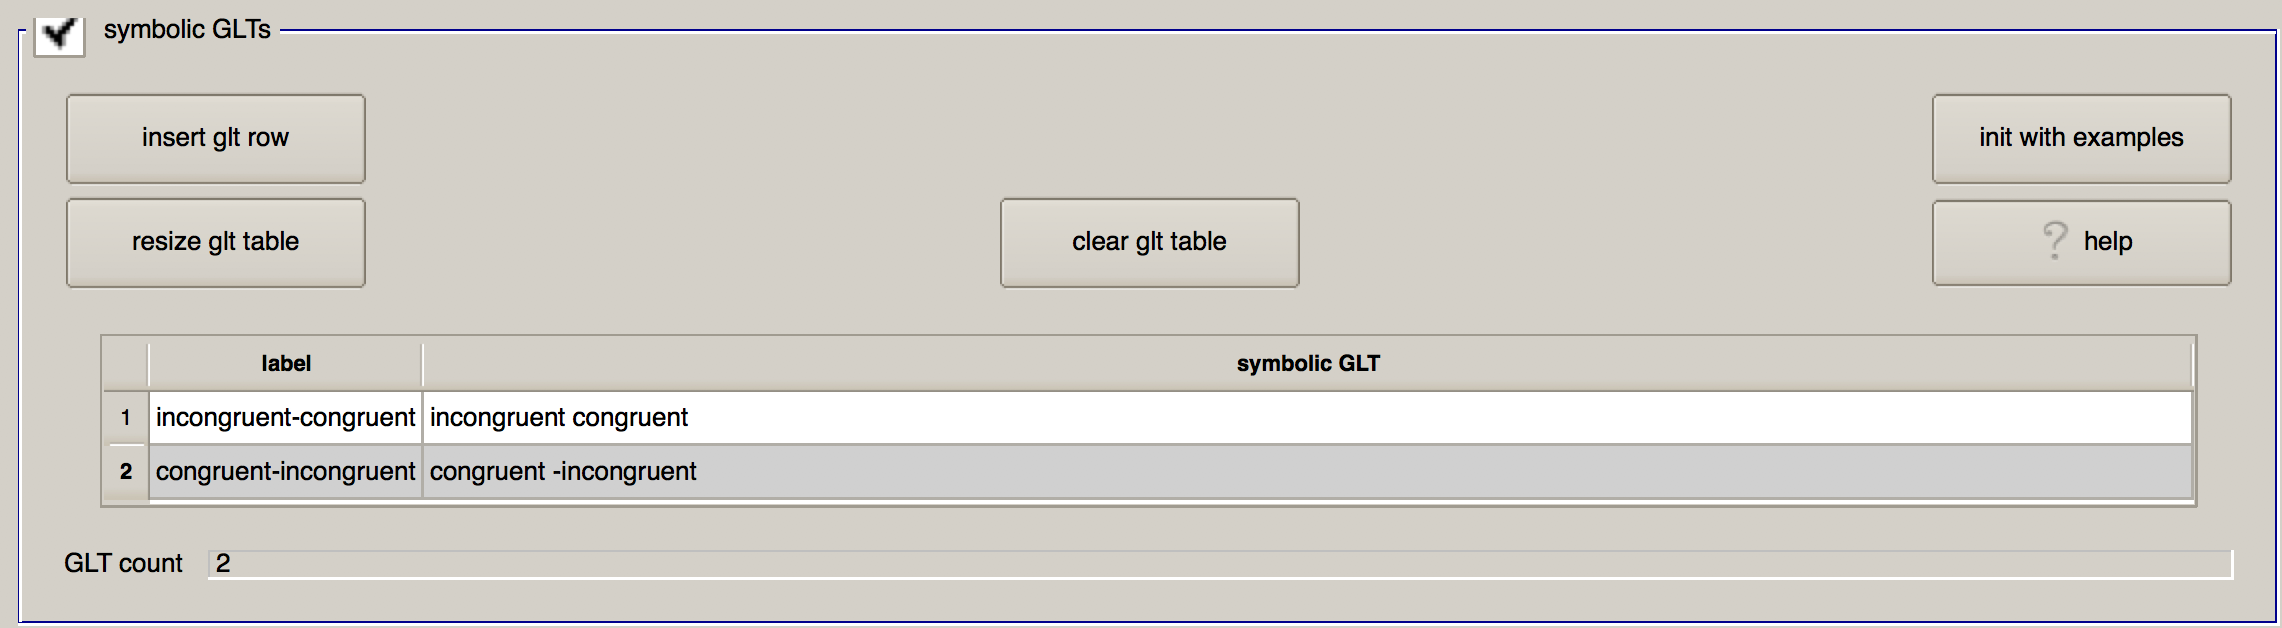 symbolic GLTs
insert glt row
init with examples
resize glt table
clear glt table
? help
label symbolic GLT
1 incongruent-congruent incongruent congruent
2 congruent-incongruent congruent -incongruent
GLT count 2